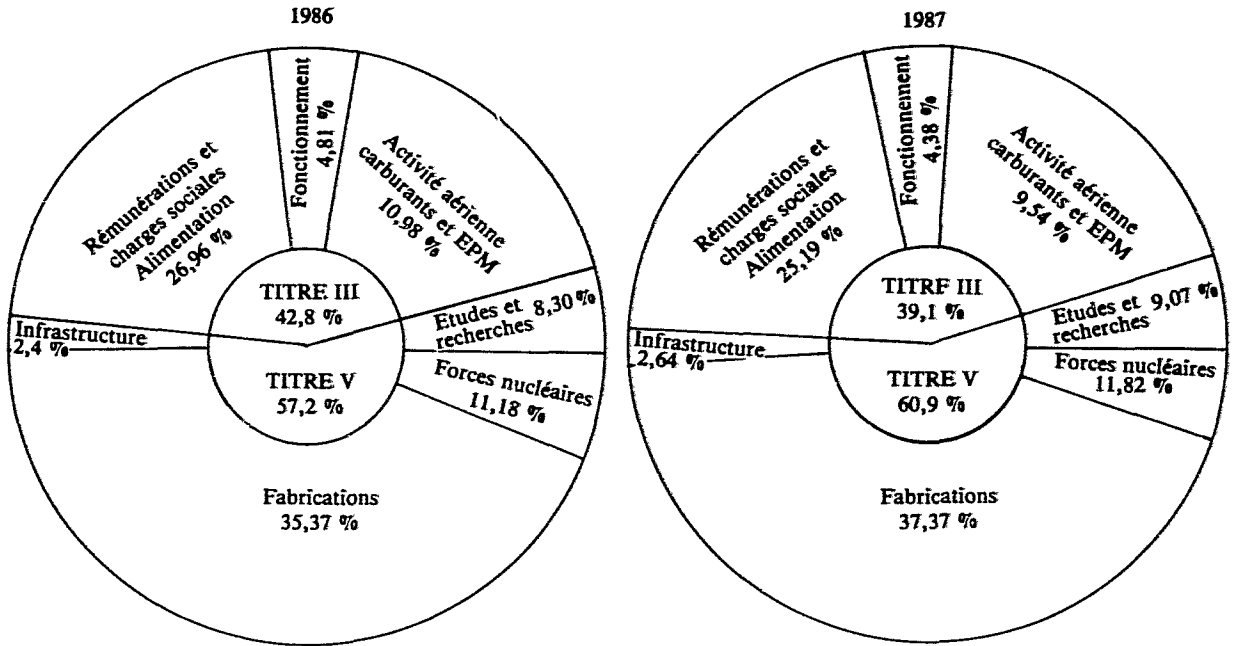 1986
Rémunérations et
charges sociales
Alimentation
26,96 %
Fonctionnement
4,81 %
Activité aérienne
carburants et EPM
10,98 %
TITRE III
42,8 %
Etudes et
recherches
8,30 %
Infrastructure
2,4 %
TITRE V
57,2 %
Forces nucléaires
11,18 %
Fabrications
35,37 %
1987
Rémunérations et
charges sociales
Alimentation
25,19 %
Fonctionnement
4,38 %
Activité aérienne
carburants et EPM
9,54 %
TITRE III
39,1 %
Etudes et
recherches
9,07 %
Infrastructure
2,64 %
TITRE V
60,9 %
Forces nucléaires
11,82 %
Fabrications
37,37 %